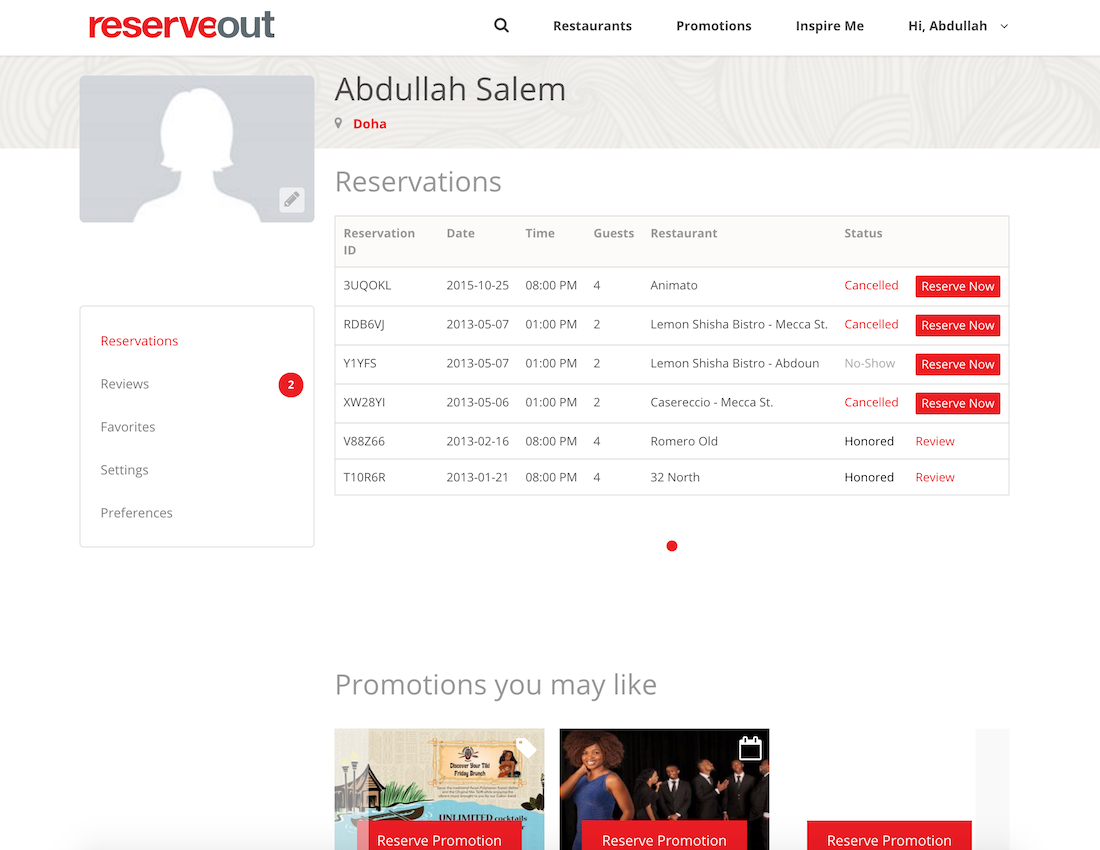 reserveout
Restaurants Promotions Inspire Me Hi, Abdullah
Abdullah Salem
Doha
Reservations
Reservation ID Date Time Guests Restaurant Status
3UQOKL 2015-10-25 08:00 PM 4 Animato Cancelled Reserve Now
RDB6VJ 2013-05-07 01:00 PM 2 Lemon Shisha Bistro - Mecca St. Cancelled Reserve Now
Y1YFS 2013-05-07 01:00 PM 2 Lemon Shisha Bistro - Abdoun No-Show Reserve Now
XW28YI 2013-05-06 01:00 PM 2 Casereccio - Mecca St. Cancelled Reserve Now
V88Z66 2013-02-16 08:00 PM 4 Romero Old Honored Review
T10R6R 2013-01-21 08:00 PM 4 32 North Honored Review
Reservations
Reviews 2
Favorites
Settings
Preferences
Promotions you may like
Discover Your Tiki
Friday Brunch
UNLIMITED cocktails
Reserve Promotion Reserve Promotion Reserve Promotion